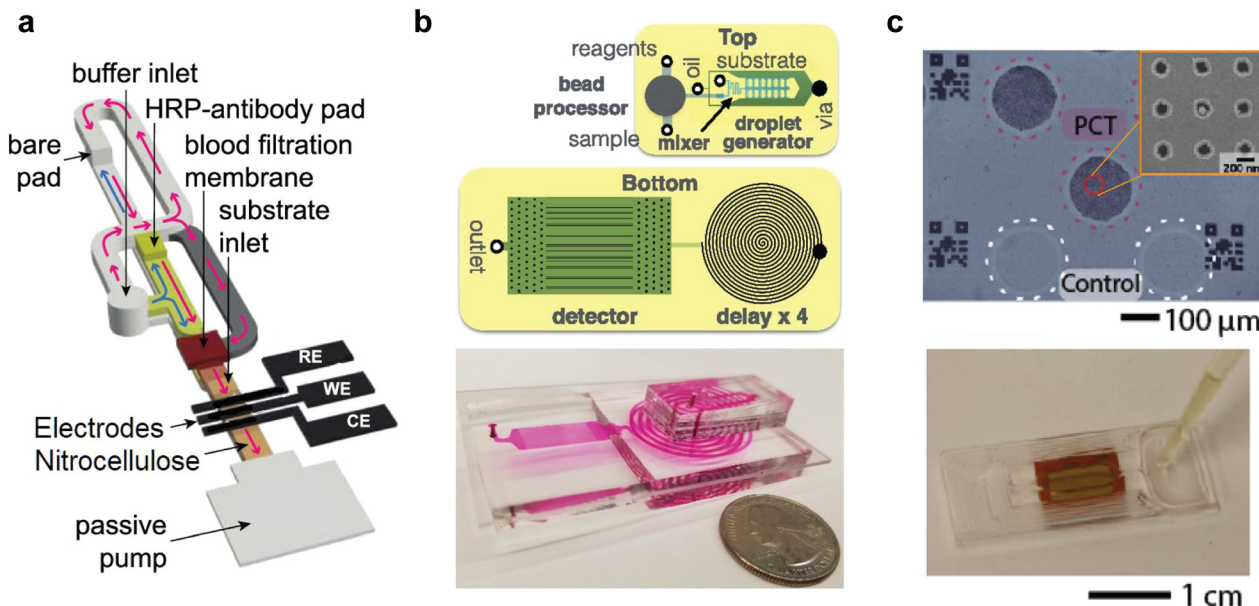 a
buffer inlet
HRP-antibody pad
bare
pad
blood filtration
membrane
substrate
inlet
RE
WE
CE
Electrodes
Nitrocellulose
passive
pump
b
Top
reagents
oil
substrate
bead
processor
sample
mixer
droplet
generator
via
Bottom
outlet
detector
delay x 4
c
PCT
200 nm
Control
100 µm
1 cm